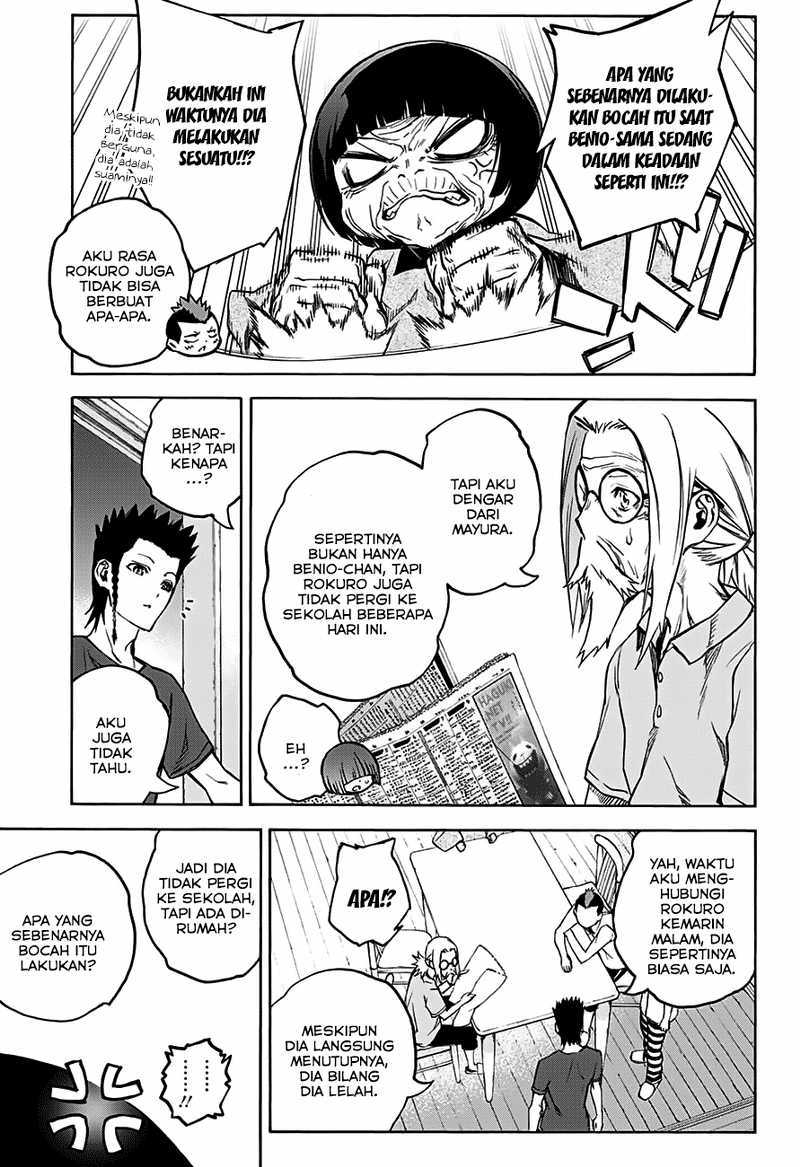 APA YANG
SEBENARNYA DILAKU-
KAN BOCAH ITU SAAT
BENIO-SAMA SEDANG
DALAM KEADAAN
SEPERTI INI!!?
BUKANKAH INI
WAKTUNYA DIA
MELAKUKAN
SESUATU!!!?
Meskipun
dia tidak
berguna,
dia adalah
suaminya!!
AKU RASA
ROKURO JUGA
TIDAK BISA
BERBUAT
APA-APA.
TAPI AKU
DENGAR
DARI
MAYURA.
SEPERTINYA
BUKAN HANYA
BENIO-CHAN, TAPI
ROKURO JUGA
TIDAK PERGI KE
SEKOLAH BEBERAPA
HARI INI.
EH
...?
HAGUKI
NET
TV!!
BENAR-
KAH? TAPI
KENAPA
...?
AKU
JUGA
TIDAK
TAHU.
YAH, WAKTU
AKU MENG-
HUBUNGI
ROKURO
KEMARIN
MALAM, DIA
SEPERTINYA
BIASA SAJA.
APA!?
MESKIPUN
DIA LANGSUNG
MENUTUPNYA,
DIA BILANG
DIA LELAH.
JADI DIA
TIDAK PERGI
KE SEKOLAH,
TAPI ADA DI-
RUMAH?
APA YANG
SEBENARNYA
BOCAH ITU
LAKUKAN?
......!!